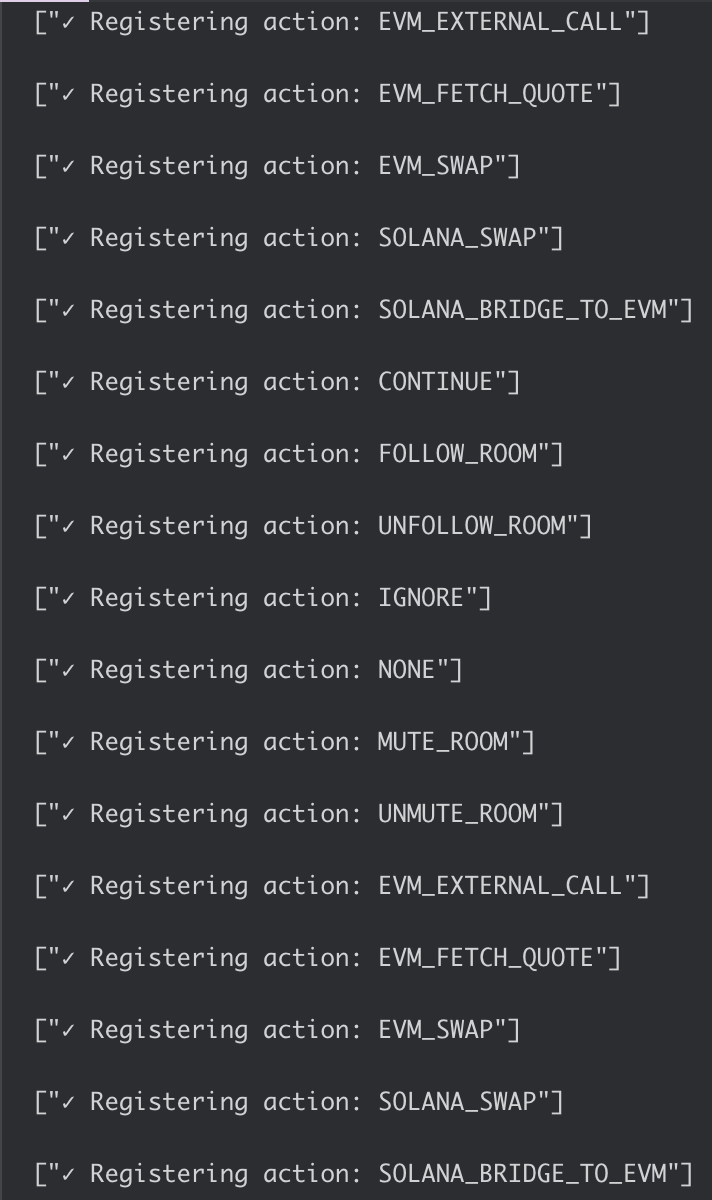 ["✓ Registering action: EVM_EXTERNAL_CALL"]
["✓ Registering action: EVM_FETCH_QUOTE"]
["✓ Registering action: EVM_SWAP"]
["✓ Registering action: SOLANA_SWAP"]
["✓ Registering action: SOLANA_BRIDGE_TO_EVM"]
["✓ Registering action: CONTINUE"]
["✓ Registering action: FOLLOW_ROOM"]
["✓ Registering action: UNFOLLOW_ROOM"]
["✓ Registering action: IGNORE"]
["✓ Registering action: NONE"]
["✓ Registering action: MUTE_ROOM"]
["✓ Registering action: UNMUTE_ROOM"]
["✓ Registering action: EVM_EXTERNAL_CALL"]
["✓ Registering action: EVM_FETCH_QUOTE"]
["✓ Registering action: EVM_SWAP"]
["✓ Registering action: SOLANA_SWAP"]
["✓ Registering action: SOLANA_BRIDGE_TO_EVM"]